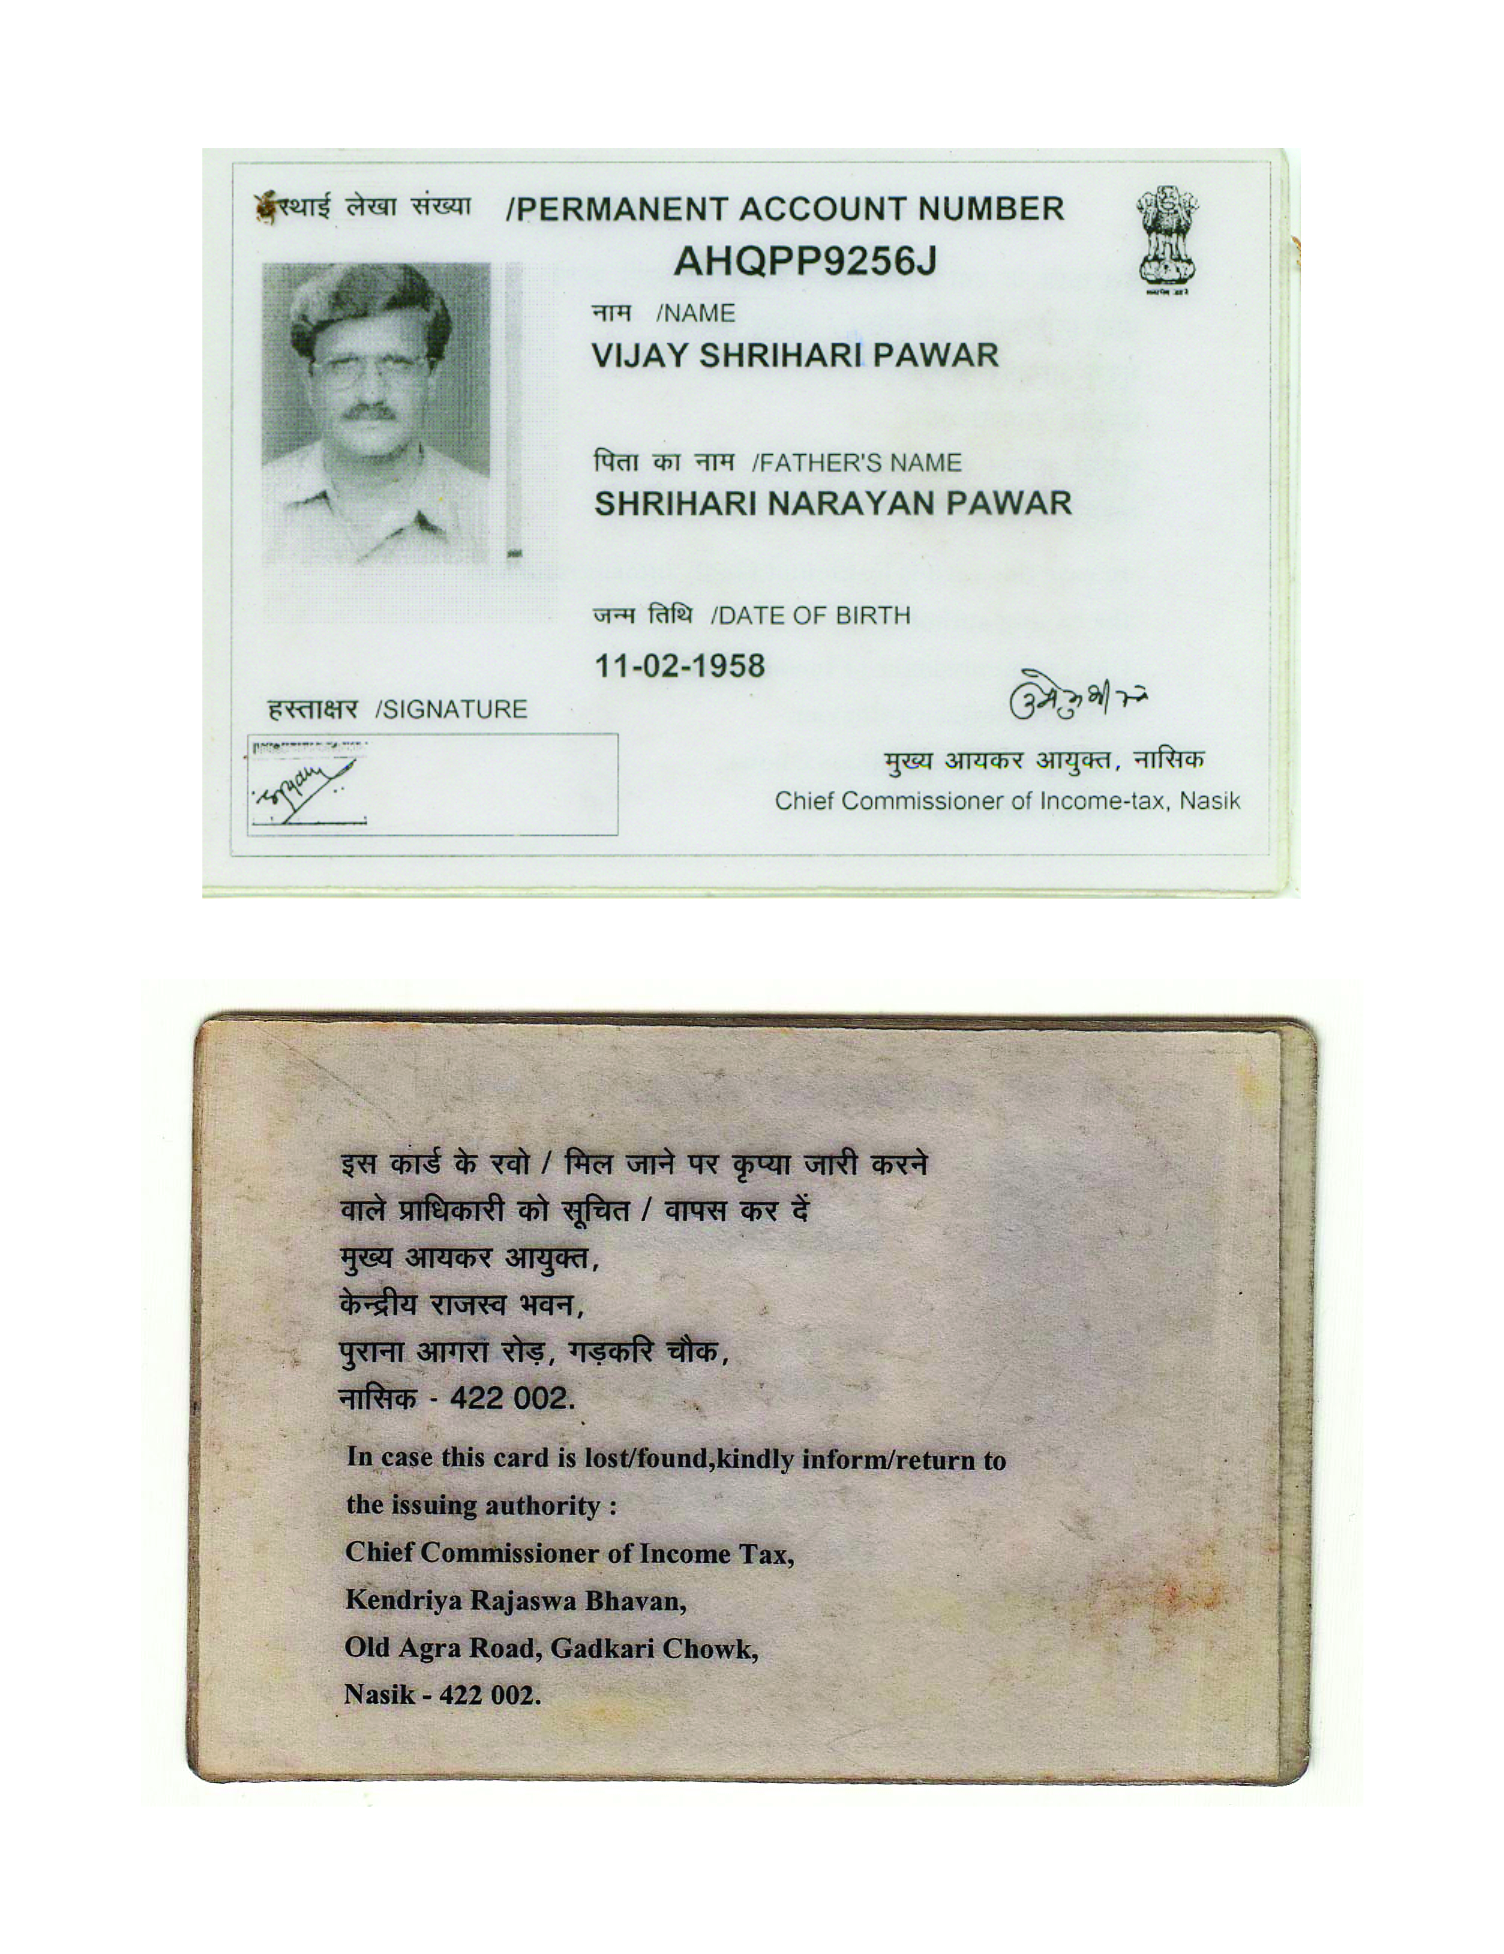 स्थाई लेखा संख्या /PERMANENT ACCOUNT NUMBER
AHQPP9256J
नाम /NAME
VIJAY SHRIHARI PAWAR
पिता का नाम /FATHER'S NAME
SHRIHARI NARAYAN PAWAR
जन्म तिथि /DATE OF BIRTH
11-02-1958
हस्ताक्षर /SIGNATURE
मुख्य आयकर आयुक्त, नासिक
Chief Commissioner of Income-tax, Nasik
इस कार्ड के रवो / मिल जाने पर कृप्या जारी करने
वाले प्राधिकारी को सूचित / वापस कर दें
मुख्य आयकर आयुक्त,
केन्द्रीय राजस्व भवन,
पुराना आगरा रोड़, गड़करि चौक,
नासिक - 422 002.
In case this card is lost/found,kindly inform/return to
the issuing authority :
Chief Commissioner of Income Tax,
Kendriya Rajaswa Bhavan,
Old Agra Road, Gadkari Chowk,
Nasik - 422 002.